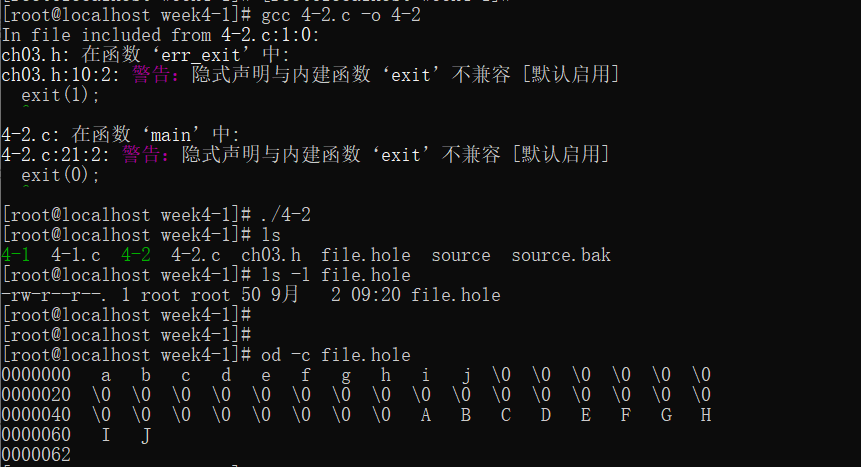 [root@localhost week4-1]# gcc 4-2.c -o 4-2
In file included from 4-2.c:1:0:
ch03.h: 在函数‘err_exit’中:
ch03.h:10:2: 警告：隐式声明与内建函数‘exit’不兼容 [默认启用]
exit(1);
^
4-2.c: 在函数‘main’中:
4-2.c:21:2: 警告：隐式声明与内建函数‘exit’不兼容 [默认启用]
exit(0);
^
[root@localhost week4-1]# ./4-2
[root@localhost week4-1]# ls
4-1  4-1.c  4-2  4-2.c  ch03.h  file.hole  source  source.bak
[root@localhost week4-1]# ls -l file.hole
-rw-r--r--. 1 root root 50 9月   2 09:20 file.hole
[root@localhost week4-1]#
[root@localhost week4-1]#
[root@localhost week4-1]# od -c file.hole
0000000   a   b   c   d   e   f   g   h   i   j  \0  \0  \0  \0  \0  \0
0000020  \0  \0  \0  \0  \0  \0  \0  \0  \0  \0  \0  \0  \0  \0  \0  \0
0000040  \0  \0  \0  \0  \0  \0  \0  \0   A   B   C   D   E   F   G   H
0000060   I   J
0000062